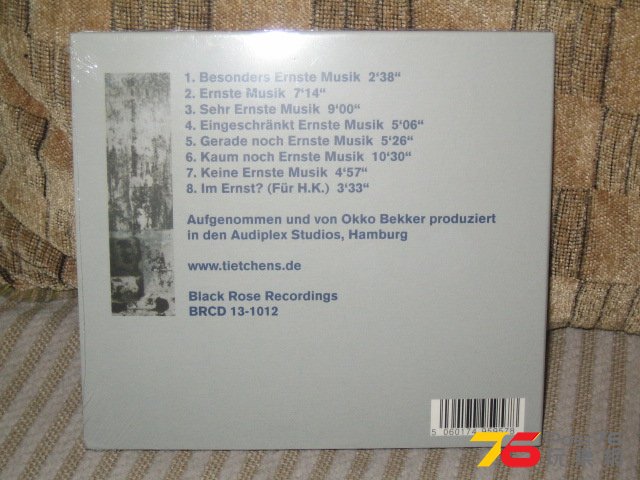 1. Besonders Ernste Musik 2‘38“
2. Ernste Musik 7‘14“
3. Sehr Ernste Musik 9‘00“
4. Eingeschränkt Ernste Musik 5‘06“
5. Gerade noch Ernste Musik 5‘26“
6. Kaum noch Ernste Musik 10‘30“
7. Keine Ernste Musik 4‘57“
8. Im Ernst? (Für H.K.) 3‘33“
Aufgenommen und von Okko Bekker produziert
in den Audiplex Studios, Hamburg
www.tietchens.de
Black Rose Recordings
BRCD 13-1012
5 060174 959578
76